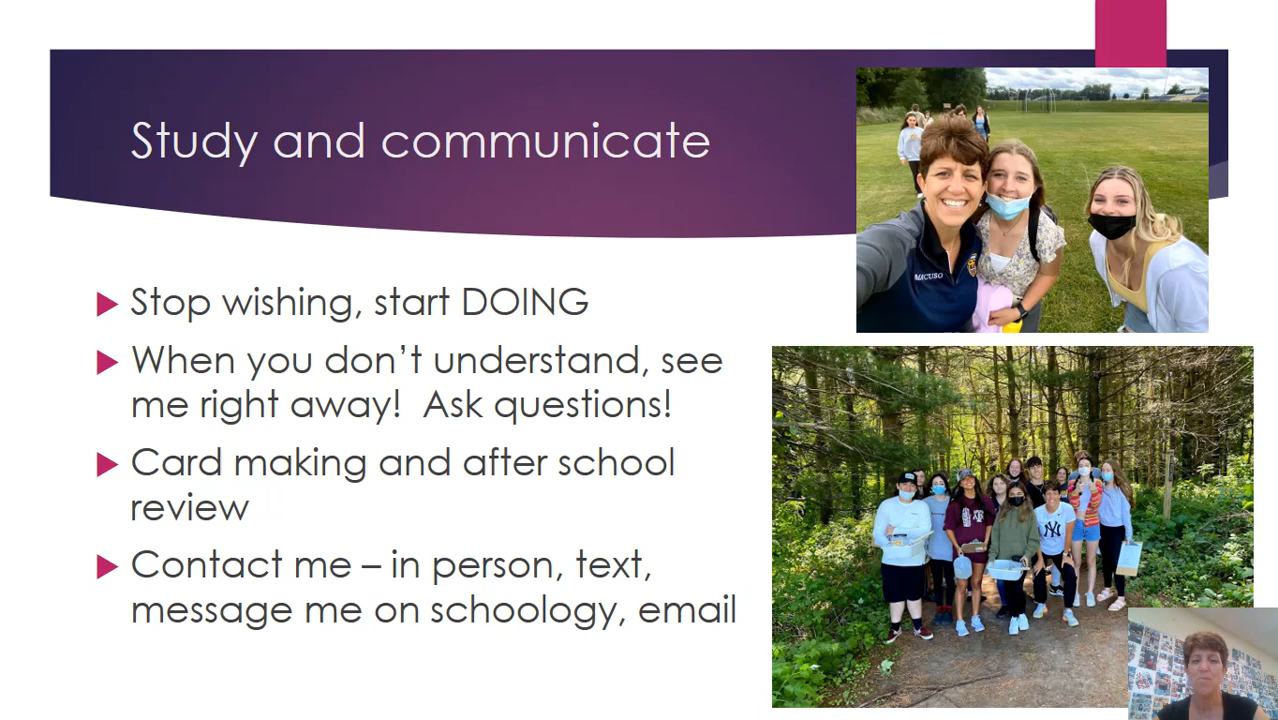 Study and communicate
MACUSO
Stop wishing, start DOING
When you don't understand, see
me right away!  Ask questions!
Card making and after school
review
Contact me – in person, text,
message me on schoology, email